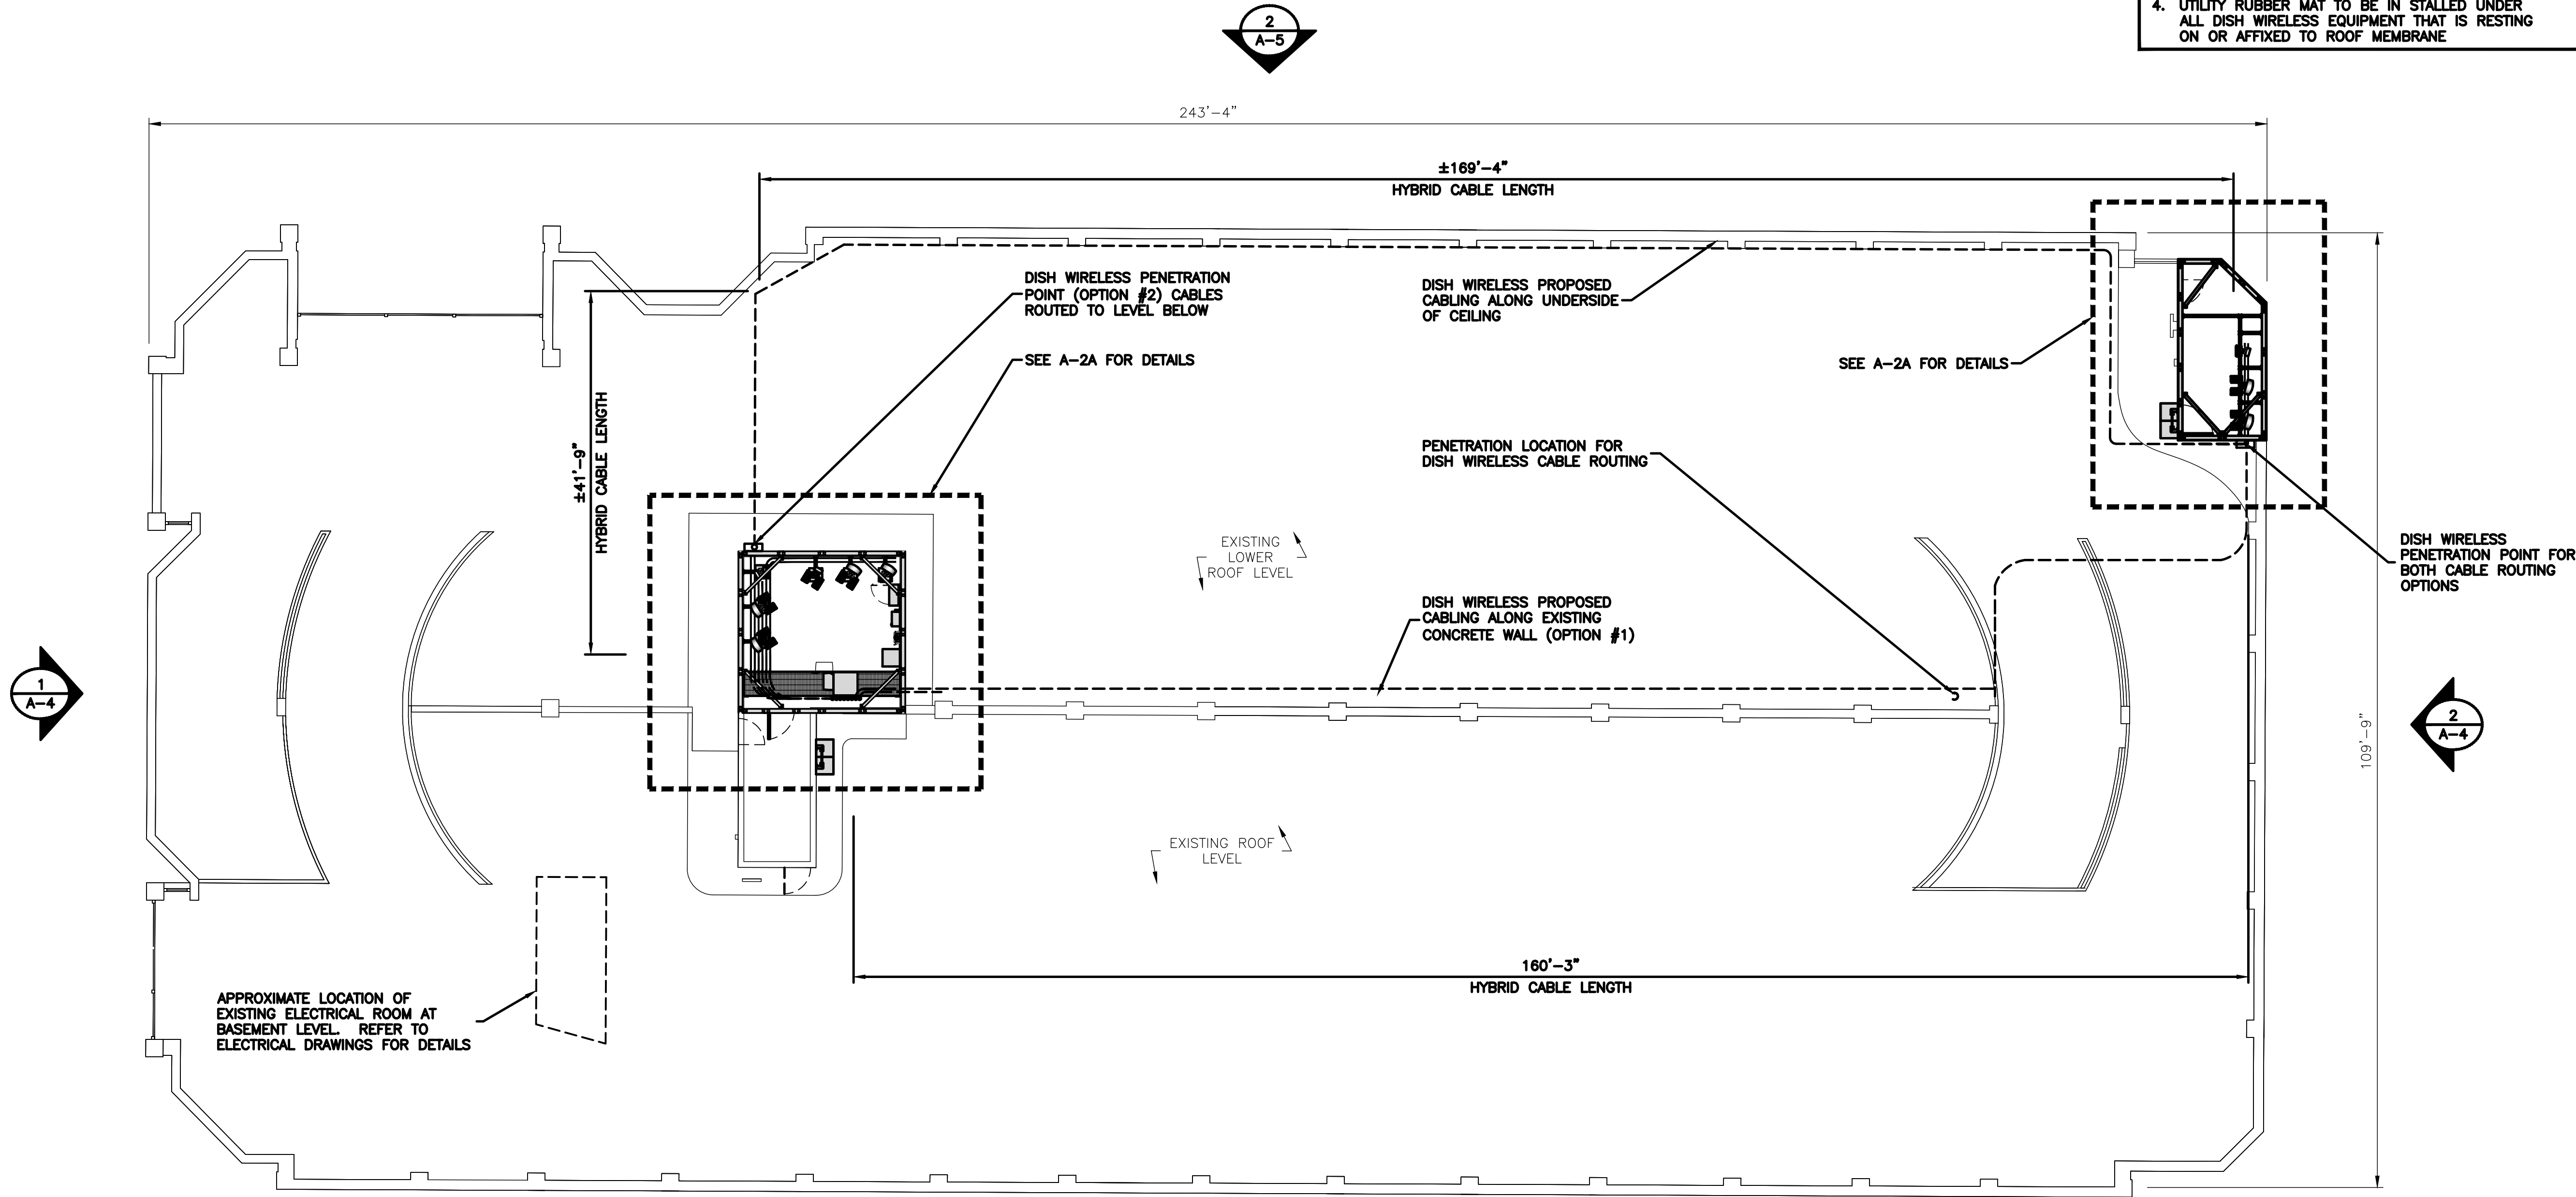 4. UTILITY RUBBER MAT TO BE IN STALLED UNDER
ALL DISH WIRELESS EQUIPMENT THAT IS RESTING
ON OR AFFIXED TO ROOF MEMBRANE
2
A-5
243'-4"
±169'-4"
HYBRID CABLE LENGTH
DISH WIRELESS PENETRATION
POINT (OPTION #2) CABLES
ROUTED TO LEVEL BELOW
DISH WIRELESS PROPOSED
CABLING ALONG UNDERSIDE
OF CEILING
SEE A-2A FOR DETAILS
SEE A-2A FOR DETAILS
±41'-9"
HYBRID CABLE LENGTH
PENETRATION LOCATION FOR
DISH WIRELESS CABLE ROUTING
EXISTING
LOWER
ROOF LEVEL
DISH WIRELESS
PENETRATION POINT FOR
BOTH CABLE ROUTING
OPTIONS
DISH WIRELESS PROPOSED
CABLING ALONG EXISTING
CONCRETE WALL (OPTION #1)
1
A-4
2
A-4
109'-9"
EXISTING ROOF
LEVEL
160'-3"
HYBRID CABLE LENGTH
APPROXIMATE LOCATION OF
EXISTING ELECTRICAL ROOM AT
BASEMENT LEVEL. REFER TO
ELECTRICAL DRAWINGS FOR DETAILS